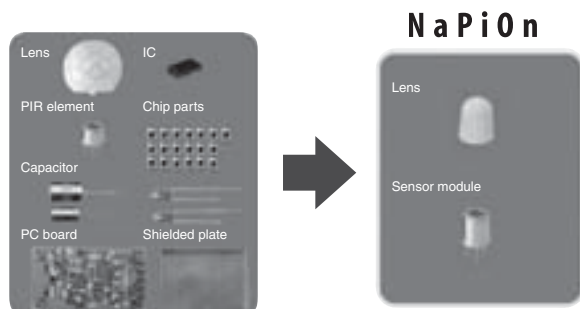 NaPiOn
Lens
IC
PIR element
Chip parts
Capacitor
PC board
Shielded plate
Lens
Sensor module